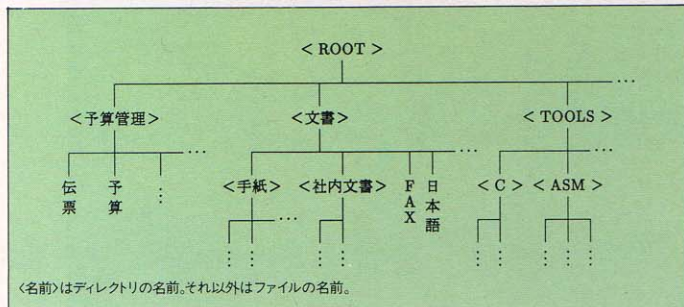 < ROOT >
...
<予算管理> <文書> < TOOLS >
... ... ...
伝票 予算 ⋮ <手紙> <社内文書> FAX 日本語 < C > < ASM >
...
⋮ ⋮ ⋮ ⋮ ⋮ ⋮ ⋮ ⋮ ⋮
<名前>はディレクトリの名前。それ以外はファイルの名前。